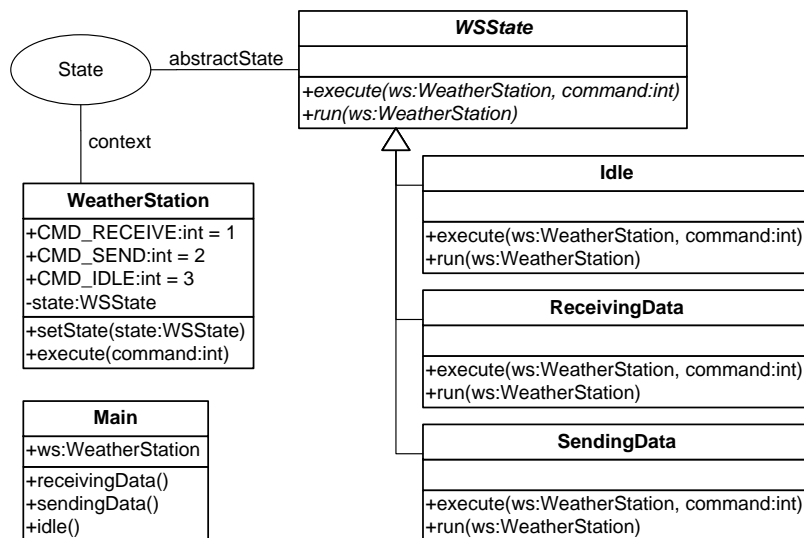 WSState
+execute(ws:WeatherStation, command:int)
+run(ws:WeatherStation)
State
abstractState
context
WeatherStation
+CMD_RECEIVE:int = 1
+CMD_SEND:int = 2
+CMD_IDLE:int = 3
-state:WSState
+setState(state:WSState)
+execute(command:int)
Idle
+execute(ws:WeatherStation, command:int)
+run(ws:WeatherStation)
ReceivingData
+execute(ws:WeatherStation, command:int)
+run(ws:WeatherStation)
Main
+ws:WeatherStation
+receivingData()
+sendingData()
+idle()
SendingData
+execute(ws:WeatherStation, command:int)
+run(ws:WeatherStation)